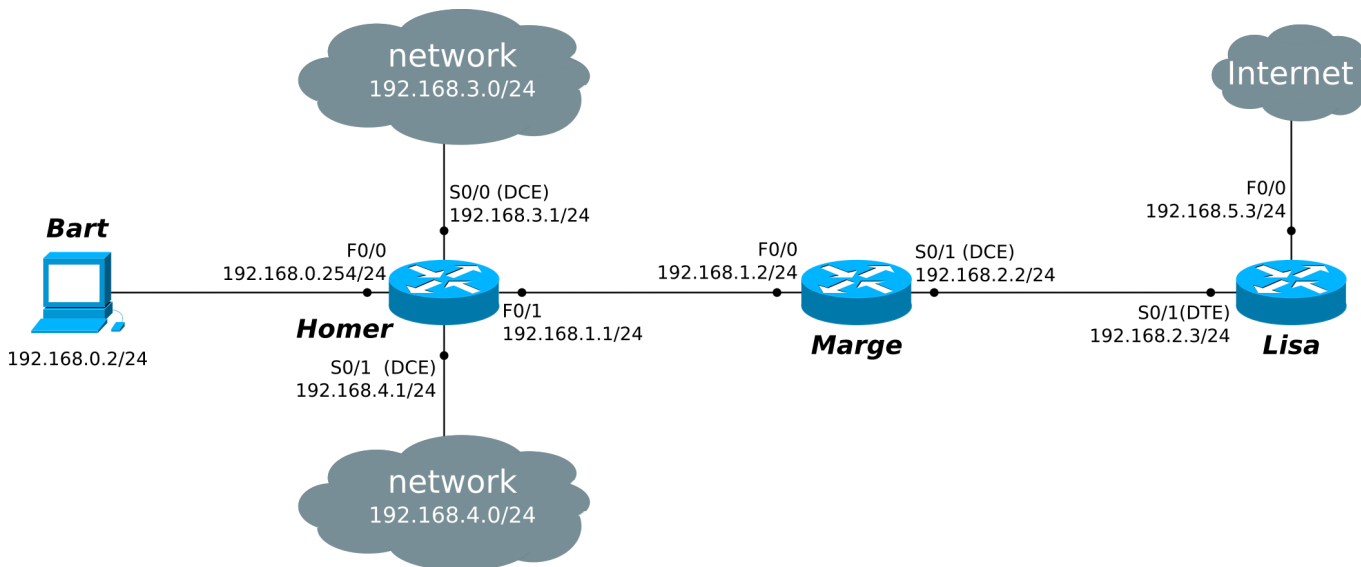 network
192.168.3.0/24
Internet
S0/0 (DCE)
192.168.3.1/24
F0/0
192.168.5.3/24
Bart
F0/0
192.168.0.254/24
F0/0
192.168.1.2/24
S0/1 (DCE)
192.168.2.2/24
Homer
F0/1
192.168.1.1/24
Marge
S0/1(DTE)
192.168.2.3/24
Lisa
192.168.0.2/24
S0/1  (DCE)
192.168.4.1/24
network
192.168.4.0/24